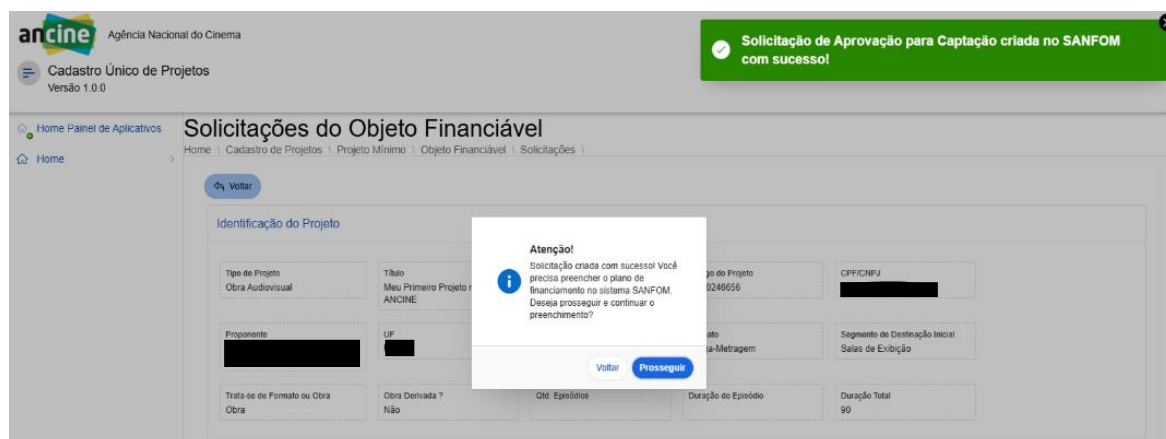 ancine Agência Nacional do Cinema
Solicitação de Aprovação para Captação criada no SANFOM
com sucesso!
Cadastro Único de Projetos
Versão 1.0.0
Home Painel de Aplicativos
Home
Solicitações do Objeto Financiável
Home \ Cadastro de Projetos \ Projeto Mínimo \ Objeto Financiável \ Solicitações \
Voltar
Identificação do Projeto
Atenção!
Solicitação criada com sucesso! Você
precisa preencher o plano de
financiamento no sistema SANFOM.
Deseja prosseguir e continuar o
preenchimento?
Voltar Prosseguir
Tipo de Projeto
Obra Audiovisual
Título
Meu Primeiro Projeto
ANCINE
do Projeto
0246656
CPF/CNPJ
Proponente
UF
Segmento de Destinação Inicial
Salas de Exibição
-Metragem
Trata-se de Formato ou Obra
Obra
Obra Derivada ?
Não
Qtd. Episódios
Duração do Episódio
Duração Total
90